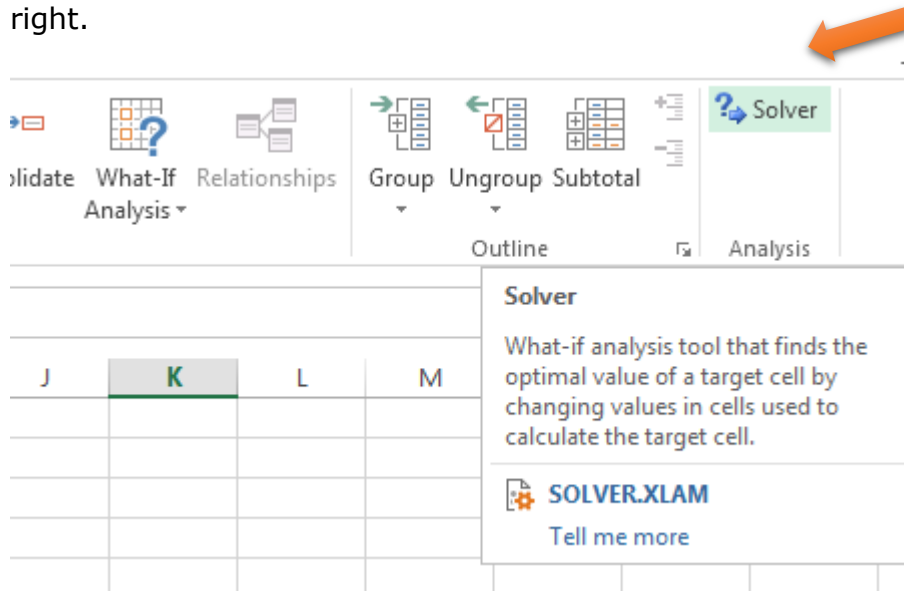 right.
Solver
olidate What-If Relationships Group Ungroup Subtotal
Analysis
Outline Analysis
Solver
What-if analysis tool that finds the
optimal value of a target cell by
changing values in cells used to
calculate the target cell.
J K L M
SOLVER.XLAM
Tell me more